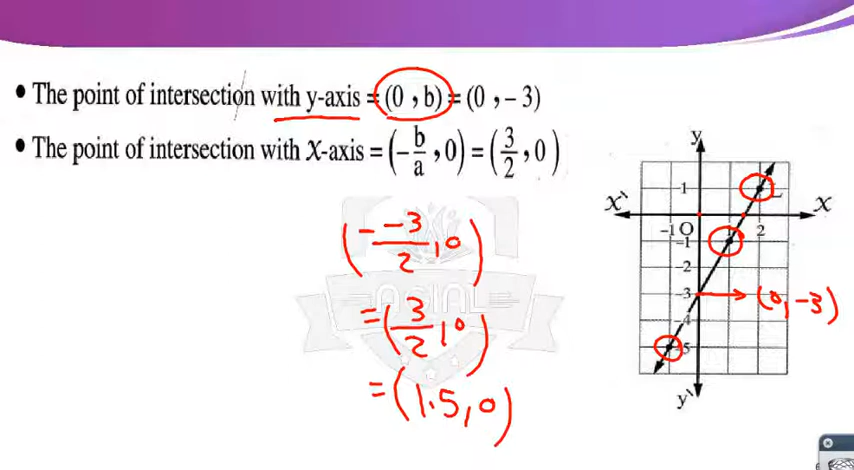 • The point of intersection with y-axis = (0 , b) = (0 , – 3)
• The point of intersection with X-axis = (– b/a , 0) = (3/2 , 0)
(– –3/2 , 0)
= (3/2 , 0)
= (1.5, 0)
y
1
x`
x
–1 O 1 2
–1
–2
–3 (0, –3)
–4
–5
y`